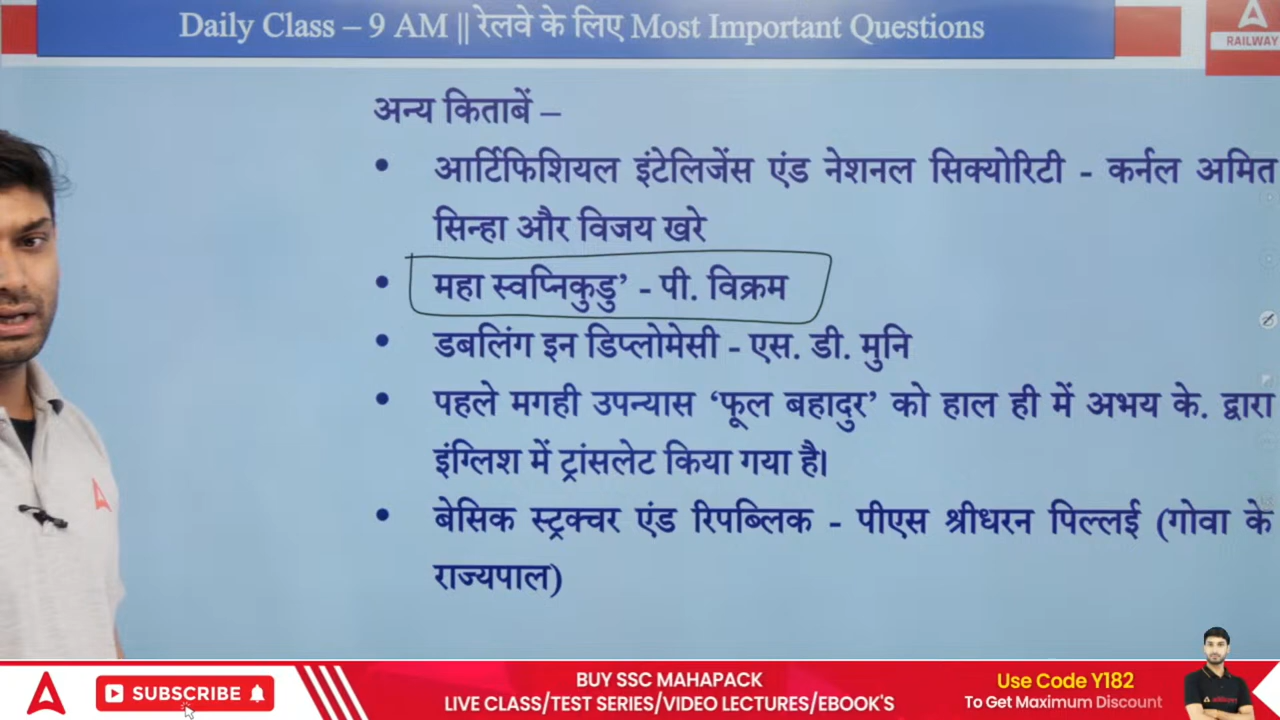 Daily Class – 9 AM || रेलवे के लिए Most Important Questions
RAILWAY
अन्य किताबें –
• आर्टिफिशियल इंटेलिजेंस एंड नेशनल सिक्योरिटी - कर्नल अमित
सिन्हा और विजय खरे
• महा स्वप्निकुडु’ - पी. विक्रम
• डबलिंग इन डिप्लोमेसी - एस. डी. मुनि
• पहले मगही उपन्यास ‘फूल बहादुर’ को हाल ही में अभय के. द्वारा
इंग्लिश में ट्रांसलेट किया गया है।
• बेसिक स्ट्रक्चर एंड रिपब्लिक - पीएस श्रीधरन पिल्लई (गोवा के
राज्यपाल)
SUBSCRIBE
BUY SSC MAHAPACK
LIVE CLASS/TEST SERIES/VIDEO LECTURES/EBOOK'S
Use Code Y182
To Get Maximum Discount